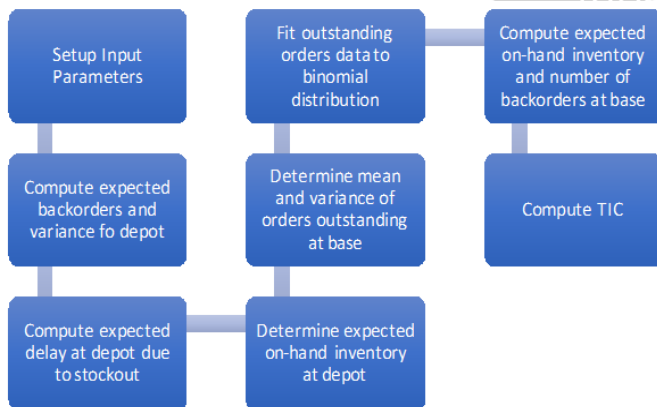 Setup Input
Parameters
Compute expected
backorders and
variance fo depot
Compute expected
delay at depot due
to stockout
Determine expected
on-hand inventory
at depot
Determine mean
and variance of
orders outstanding
at base
Fit outstanding
orders data to
binomial
distribution
Compute expected
on-hand inventory
and number of
backorders at base
Compute TIC